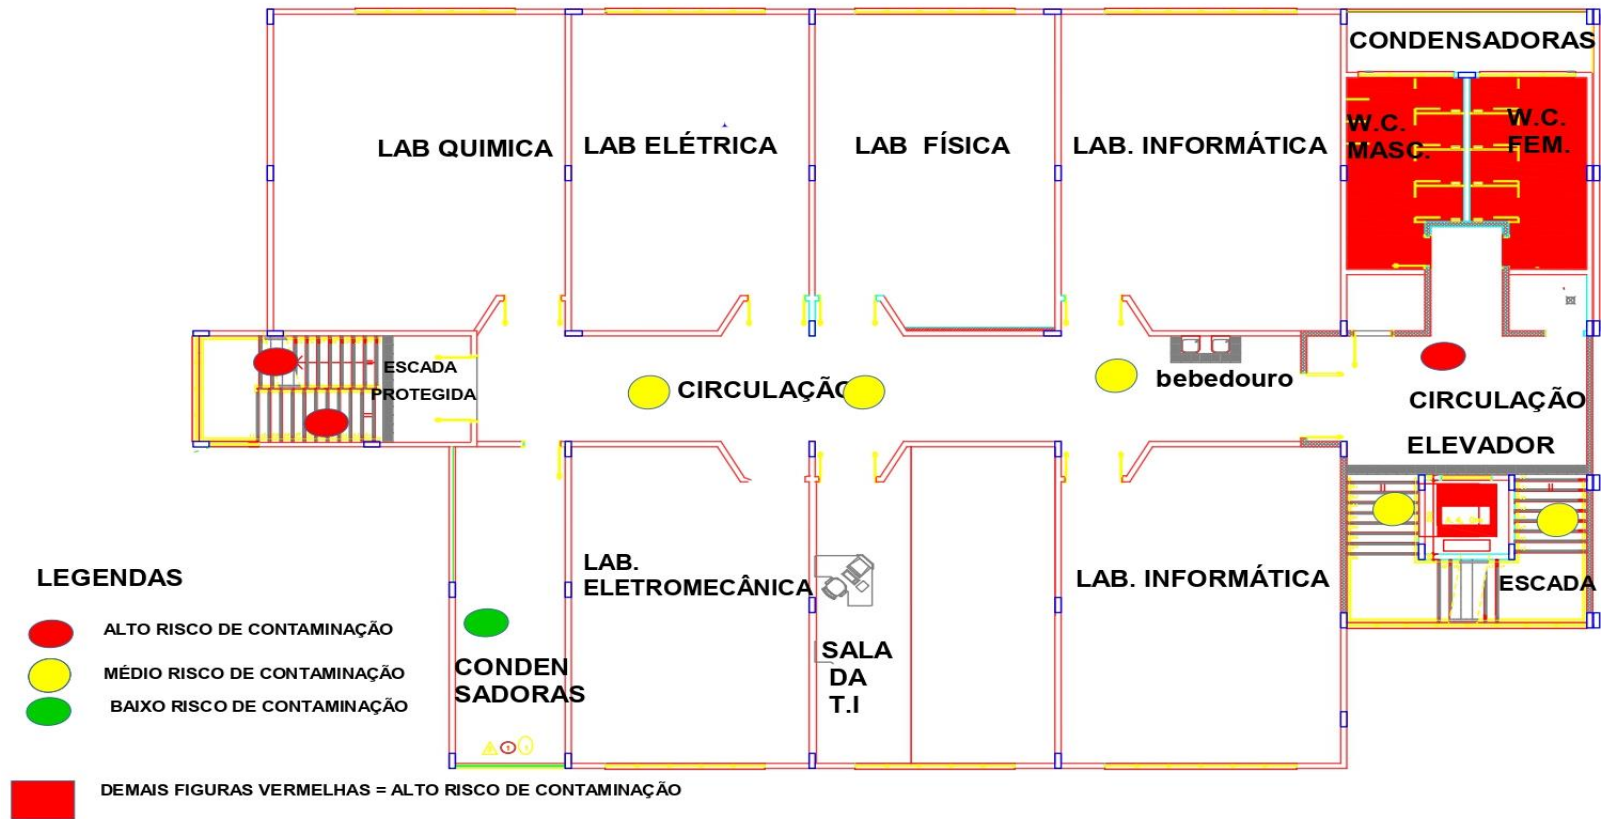 CONDENSADORAS
LAB QUIMICA
LAB ELÉTRICA
LAB FÍSICA
LAB. INFORMÁTICA
W.C.
MASC.
W.C.
FEM.
ESCADA
PROTEGIDA
CIRCULAÇÃO
bebedouro
CIRCULAÇÃO
ELEVADOR
LAB.
ELETROMECÂNICA
SALA
DA
T.I
LAB. INFORMÁTICA
ESCADA
CONDEN
SADORAS
LEGENDAS
ALTO RISCO DE CONTAMINAÇÃO
MÉDIO RISCO DE CONTAMINAÇÃO
BAIXO RISCO DE CONTAMINAÇÃO
DEMAIS FIGURAS VERMELHAS = ALTO RISCO DE CONTAMINAÇÃO